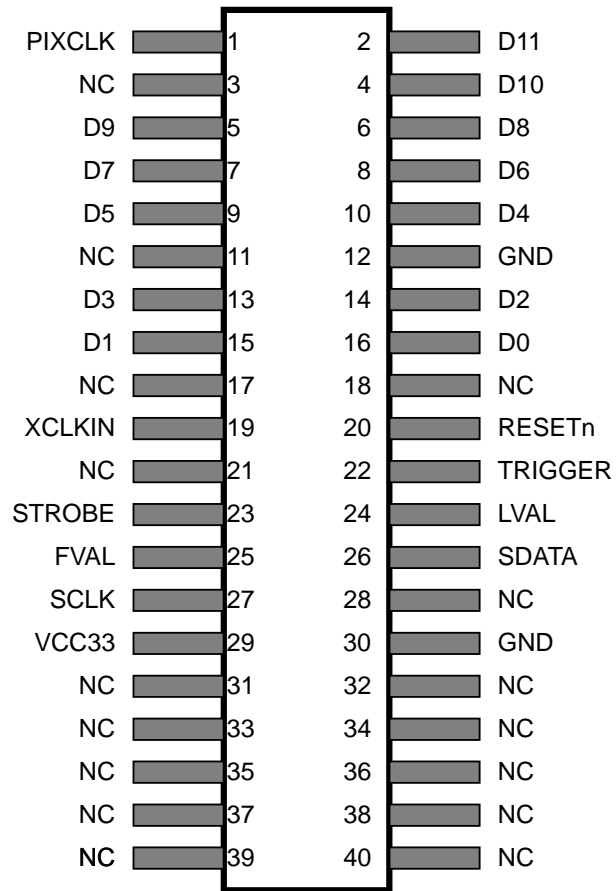 PIXCLK 1 2 D11
NC 3 4 D10
D9 5 6 D8
D7 7 8 D6
D5 9 10 D4
NC 11 12 GND
D3 13 14 D2
D1 15 16 D0
NC 17 18 NC
XCLKIN 19 20 RESETn
NC 21 22 TRIGGER
STROBE 23 24 LVAL
FVAL 25 26 SDATA
SCLK 27 28 NC
VCC33 29 30 GND
NC 31 32 NC
NC 33 34 NC
NC 35 36 NC
NC 37 38 NC
NC 39 40 NC